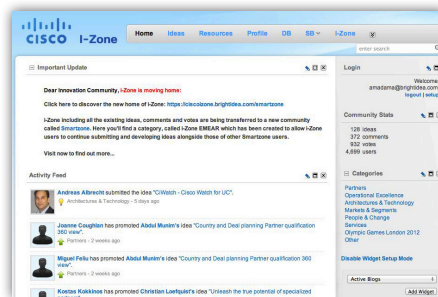 CISCO I-Zone
Home Ideas Resources Profile DB SB I-Zone
enter search
Important Update
Dear Innovation Community, I-Zone is moving home:
Click here to discover the new home of I-Zone: https://ciscoizone.brightidea.com/smartzone
I-Zone including all the existing ideas, comments and votes are being transferred to a new community
called Smartzone. Here you'll find a category, called I-Zone EMEAR which has been created to allow I-Zone
users to continue submitting and developing ideas alongside those of other Smartzone users.
Visit now to find out more...
Activity Feed
Andreas Albrecht submitted the idea "CiWatch - Cisco Watch for UC".
Architectures & Technology - 5 days ago
Joanne Coughlan has promoted Abdul Munim's idea "Country and Deal planning Partner qualification
360 view".
Partners - 2 weeks ago
Miguel Feliu has promoted Abdul Munim's idea "Country and Deal planning Partner qualification 360
view".
Partners - 2 weeks ago
Kostas Kokkinos has promoted Christian Laefquist's idea "Unleash the true potential of specialized
Login
Welcome
amadama@brightidea.com
logout | setup
Community Stats
128 ideas
372 comments
932 votes
4,699 users
Categories
Partners
Operational Excellence
Architectures & Technology
Markets & Segments
People & Change
Services
Olympic Games London 2012
Other
Disable Widget Setup Mode
Active Blogs
Add Widget